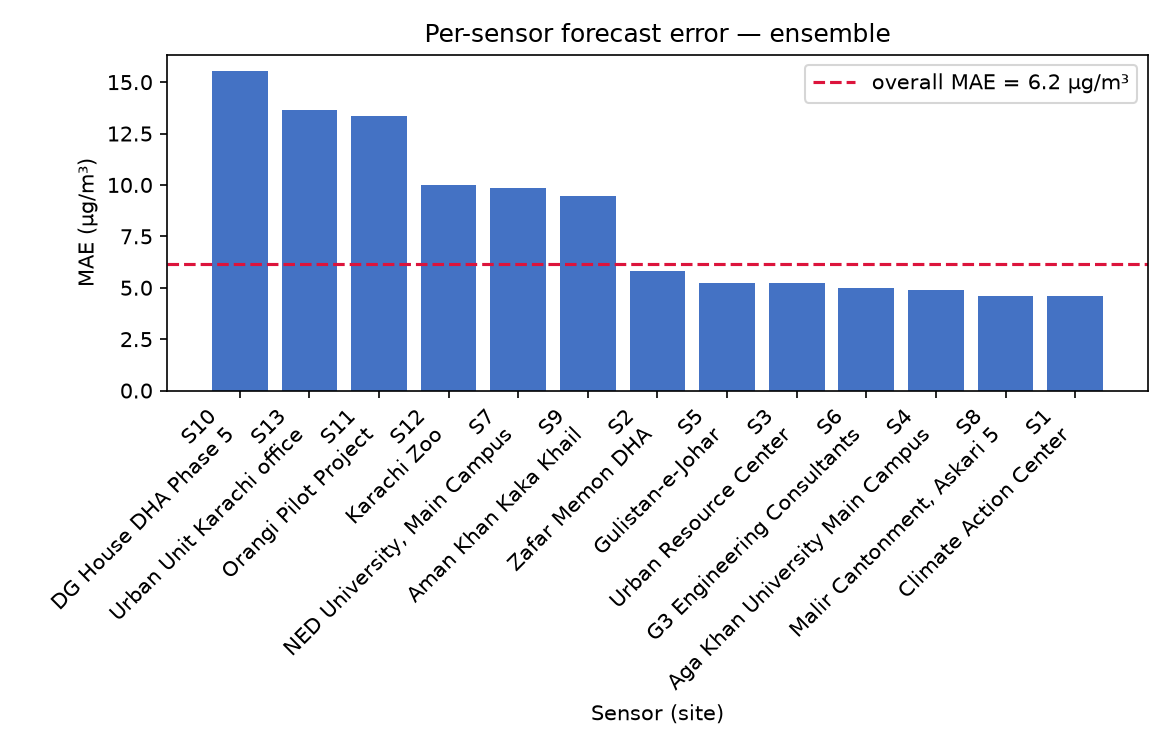 Per-sensor forecast error — ensemble
overall MAE = 6.2 µg/m³
MAE (µg/m³)
15.0
12.5
10.0
7.5
5.0
2.5
0.0
S10
DG House DHA Phase 5
S13
Urban Unit Karachi office
S11
Orangi Pilot Project
S12
Karachi Zoo
S7
NED University, Main Campus
S9
Aman Khan Kaka Khail
S2
Zafar Memon DHA
S5
Gulistan-e-Johar
S3
Urban Resource Center
S6
G3 Engineering Consultants
S4
Aga Khan University Main Campus
S8
Malir Cantonment, Askari 5
S1
Climate Action Center
Sensor (site)